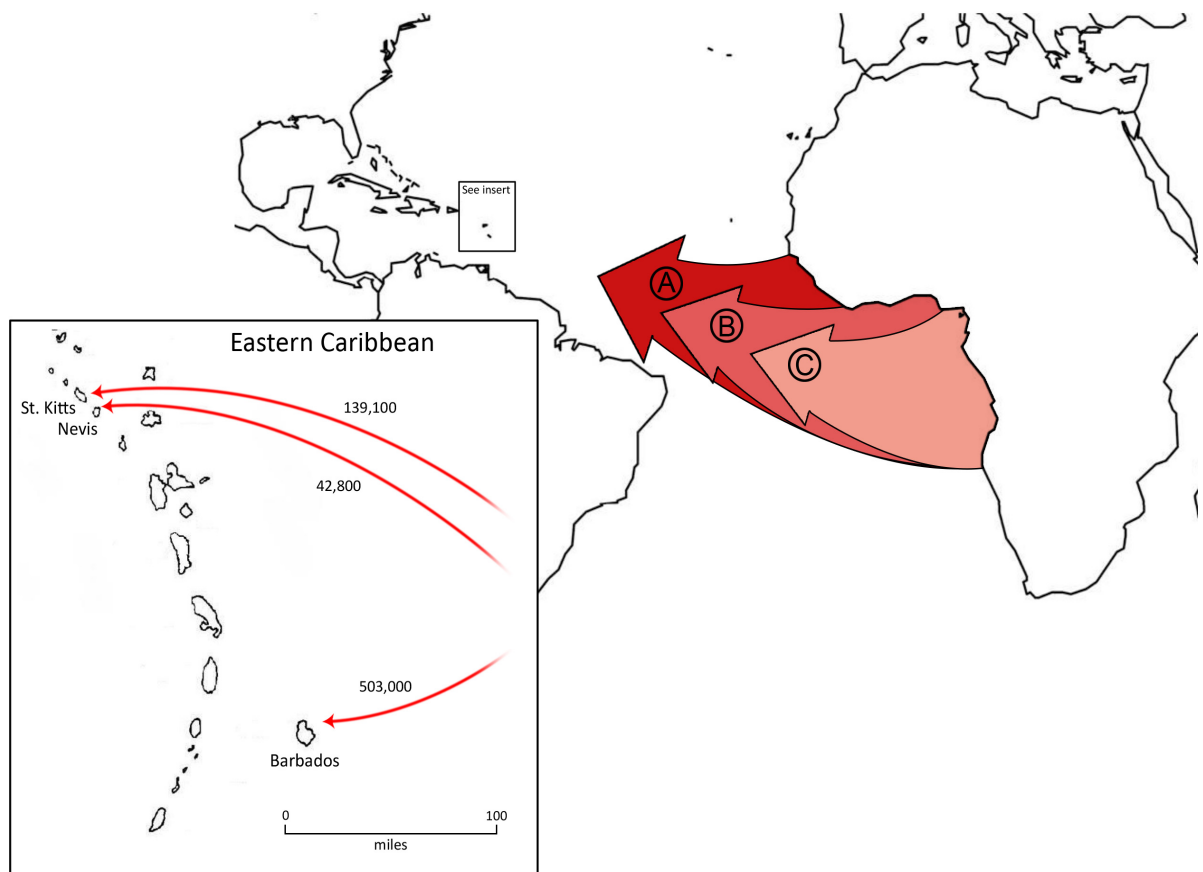 See insert
A
B
C
Eastern Caribbean
St. Kitts
Nevis
139,100
42,800
503,000
Barbados
0 100
miles